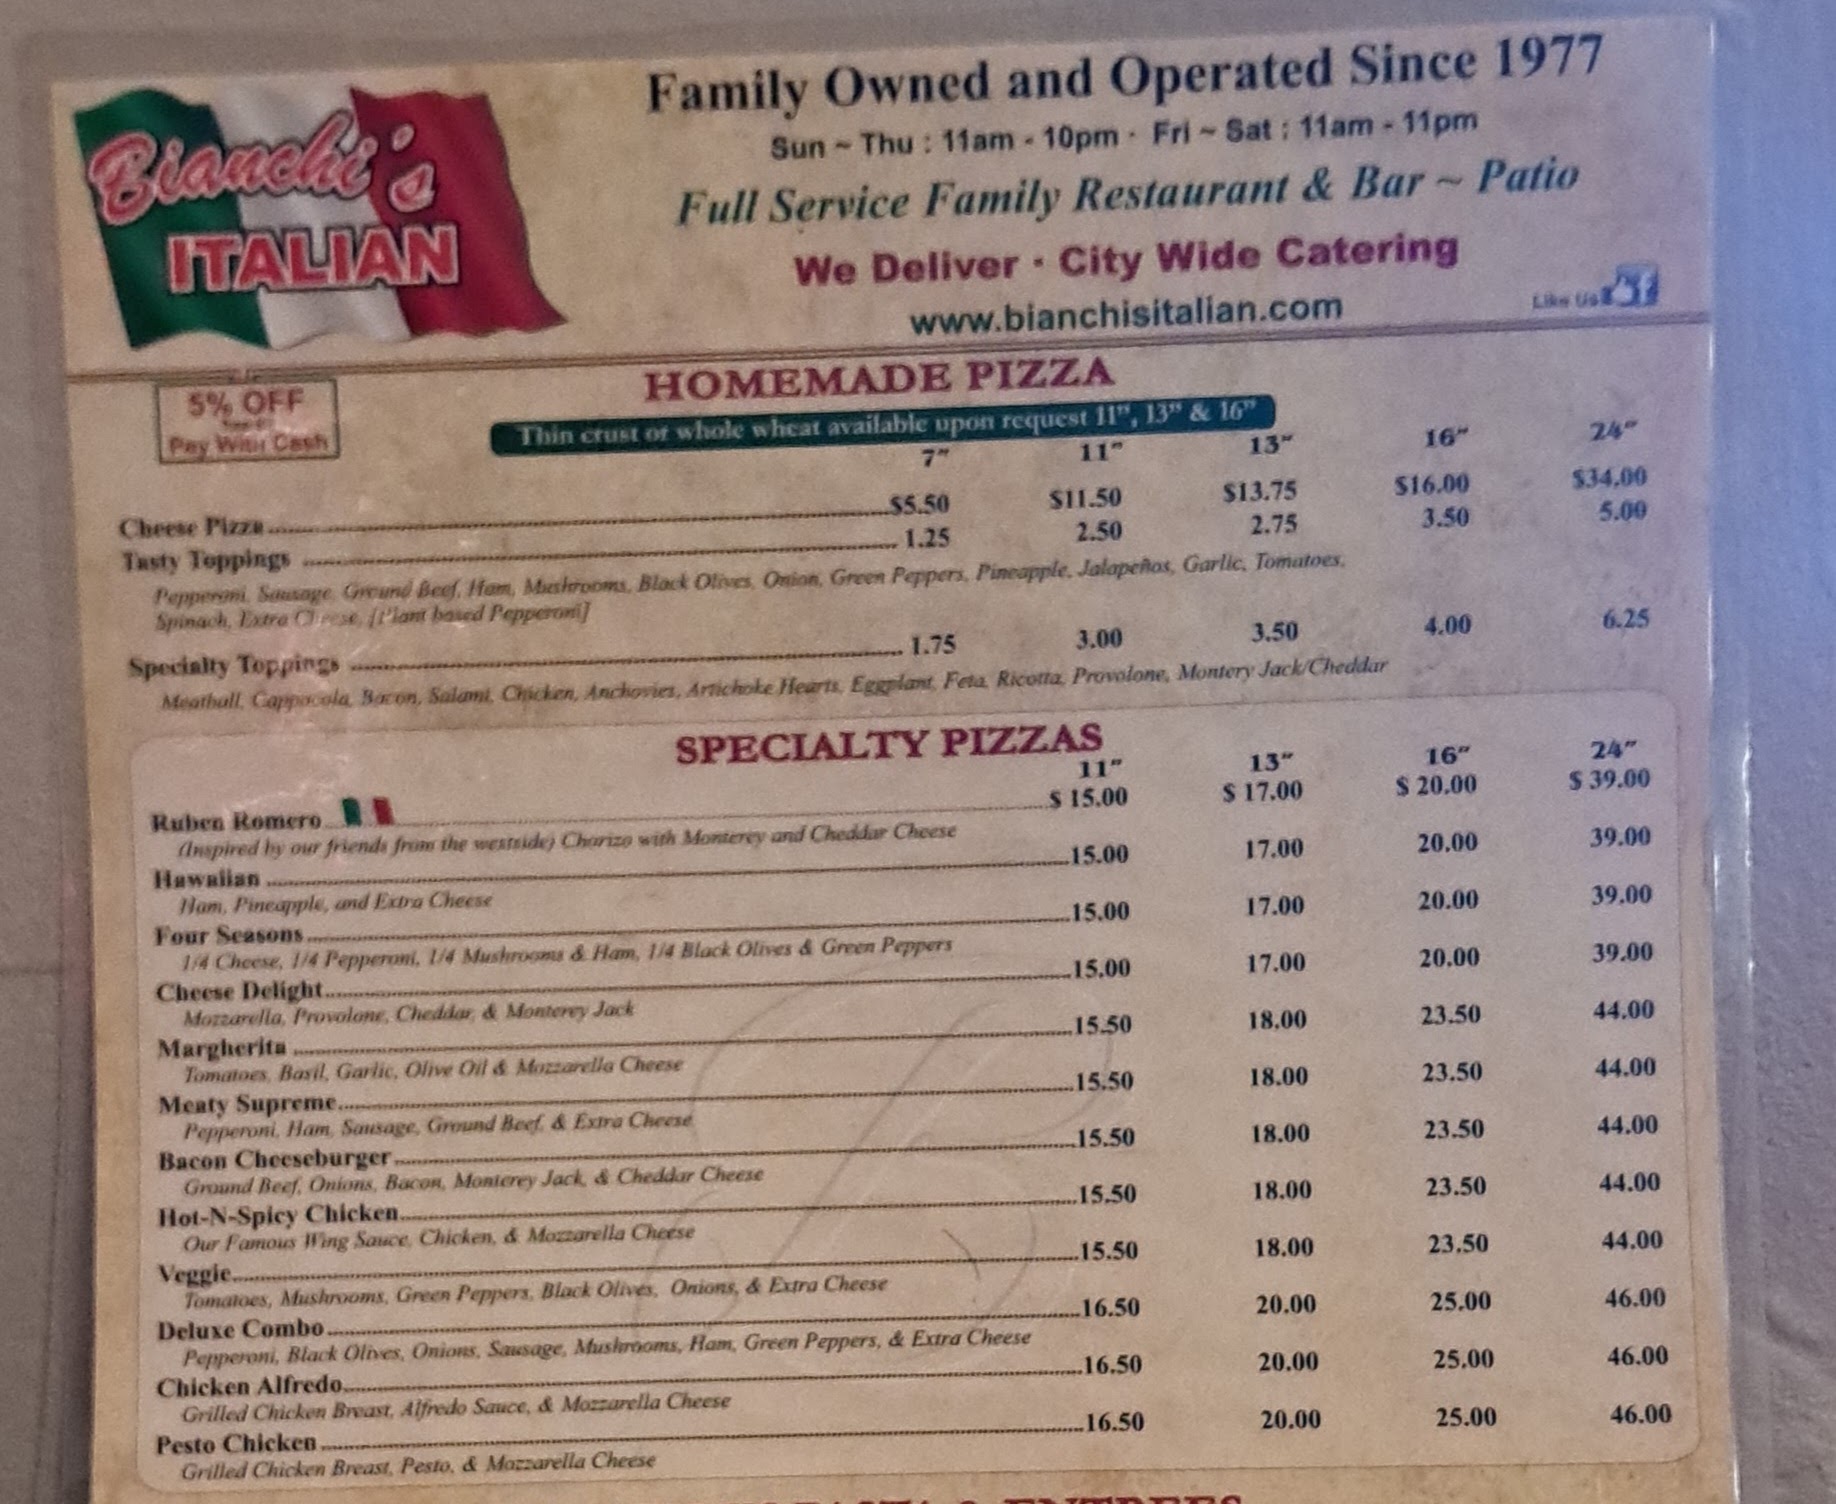 Bianchi's
ITALIAN
Family Owned and Operated Since 1977
Sun ~ Thu : 11am - 10pm · Fri ~ Sat : 11am - 11pm
Full Service Family Restaurant & Bar ~ Patio
We Deliver · City Wide Catering
www.bianchisitalian.com
Like Us
5% OFF
Pay With Cash
HOMEMADE PIZZA
Thin crust or whole wheat available upon request 11", 13" & 16"
7" 11" 13" 16" 24"
Cheese Pizza $5.50 $11.50 $13.75 $16.00 $34.00
Tasty Toppings 1.25 2.50 2.75 3.50 5.00
Pepperoni, Sausage, Ground Beef, Ham, Mushrooms, Black Olives, Onion, Green Peppers, Pineapple, Jalapeños, Garlic, Tomatoes,
Spinach, Extra Cheese, [Plant based Pepperoni]
Specialty Toppings 1.75 3.00 3.50 4.00 6.25
Meatball, Cappocola, Bacon, Salami, Chicken, Anchovies, Artichoke Hearts, Eggplant, Feta, Ricotta, Provolone, Montery Jack/Cheddar
SPECIALTY PIZZAS
11" 13" 16" 24"
Ruben Romero $ 15.00 $ 17.00 $ 20.00 $ 39.00
(Inspired by our friends from the westside) Chorizo with Monterey and Cheddar Cheese
Hawaiian 15.00 17.00 20.00 39.00
Ham, Pineapple, and Extra Cheese
Four Seasons 15.00 17.00 20.00 39.00
1/4 Cheese, 1/4 Pepperoni, 1/4 Mushrooms & Ham, 1/4 Black Olives & Green Peppers
Cheese Delight 15.00 17.00 20.00 39.00
Mozzarella, Provolone, Cheddar, & Monterey Jack
Margherita 15.50 18.00 23.50 44.00
Tomatoes, Basil, Garlic, Olive Oil & Mozzarella Cheese
Meaty Supreme 15.50 18.00 23.50 44.00
Pepperoni, Ham, Sausage, Ground Beef, & Extra Cheese
Bacon Cheeseburger 15.50 18.00 23.50 44.00
Ground Beef, Onions, Bacon, Monterey Jack, & Cheddar Cheese
Hot-N-Spicy Chicken 15.50 18.00 23.50 44.00
Our Famous Wing Sauce, Chicken, & Mozzarella Cheese
Veggie 15.50 18.00 23.50 44.00
Tomatoes, Mushrooms, Green Peppers, Black Olives, Onions, & Extra Cheese
Deluxe Combo 16.50 20.00 25.00 46.00
Pepperoni, Black Olives, Onions, Sausage, Mushrooms, Ham, Green Peppers, & Extra Cheese
Chicken Alfredo 16.50 20.00 25.00 46.00
Grilled Chicken Breast, Alfredo Sauce, & Mozzarella Cheese
Pesto Chicken 16.50 20.00 25.00 46.00
Grilled Chicken Breast, Pesto, & Mozzarella Cheese